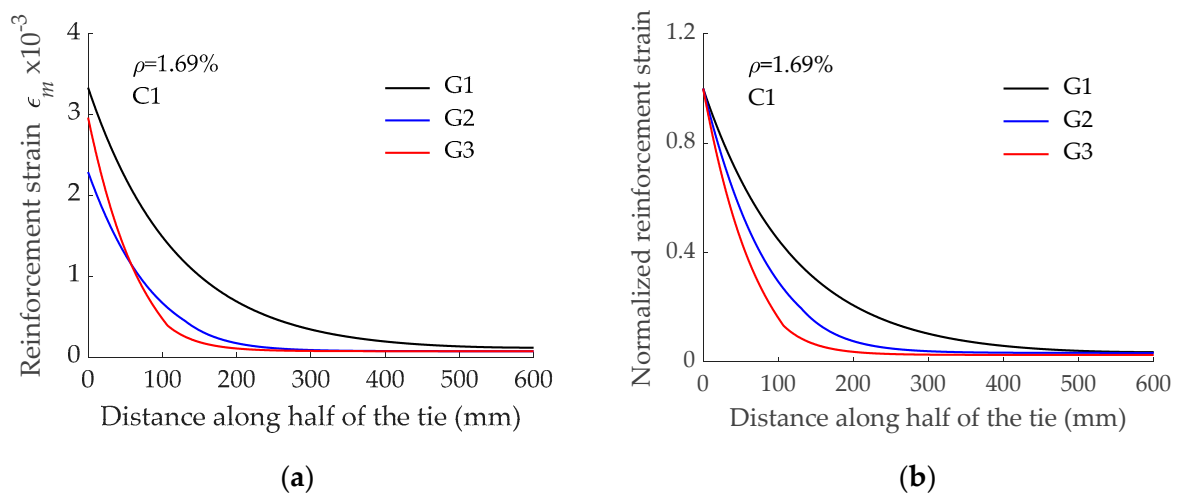 Reinforcement strain ϵm x10-3
4
3
2
1
0
ρ=1.69%
C1
G1
G2
G3
0 100 200 300 400 500 600
Distance along half of the tie (mm)
(a)
Normalized reinforcement strain
1.2
0.8
0.4
0
ρ=1.69%
C1
G1
G2
G3
0 100 200 300 400 500 600
Distance along half of the tie (mm)
(b)